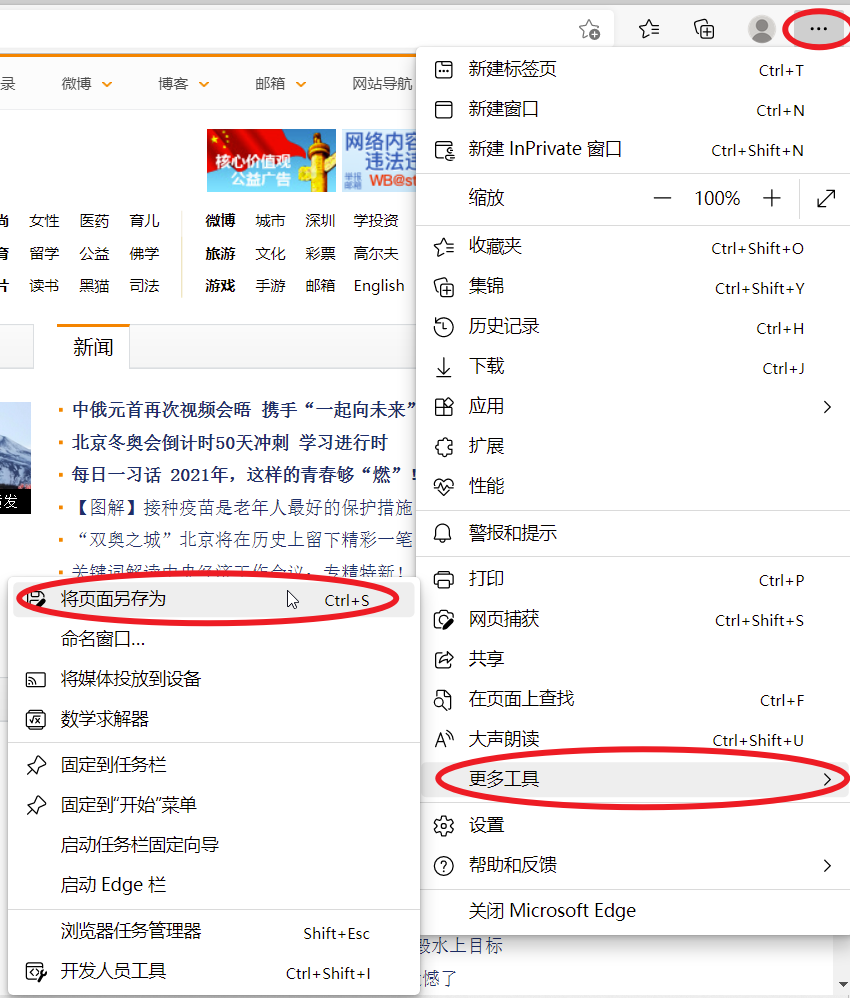 录 微博 博客 邮箱 网站导航
核心价值观
公益广告
网络内容
违法违
举报邮箱 WB@st
尚 女性 医药 育儿 微博 城市 深圳 学投资
育 留学 公益 佛学 旅游 文化 彩票 高尔夫
片 读书 黑猫 司法 游戏 手游 邮箱 English
新闻
中俄元首再次视频会晤 携手“一起向未来”
北京冬奥会倒计时50天冲刺 学习进行时
每日一习话 2021年，这样的青春够“燃”！
【图解】接种疫苗是老年人最好的保护措施
“双奥之城”北京将在历史上留下精彩一笔
关键词解读中央经济工作会议：专精特新！
发
新建标签页 Ctrl+T
新建窗口 Ctrl+N
新建 InPrivate 窗口 Ctrl+Shift+N
缩放 — 100% +
收藏夹 Ctrl+Shift+O
集锦 Ctrl+Shift+Y
历史记录 Ctrl+H
下载 Ctrl+J
应用
扩展
性能
警报和提示
打印 Ctrl+P
网页捕获 Ctrl+Shift+S
共享
在页面上查找 Ctrl+F
大声朗读 Ctrl+Shift+U
更多工具
设置
帮助和反馈
关闭 Microsoft Edge
将页面另存为 Ctrl+S
命名窗口...
将媒体投放到设备
数学求解器
固定到任务栏
固定到“开始”菜单
启动任务栏固定向导
启动 Edge 栏
浏览器任务管理器 Shift+Esc
开发人员工具 Ctrl+Shift+I
水上目标
憾了